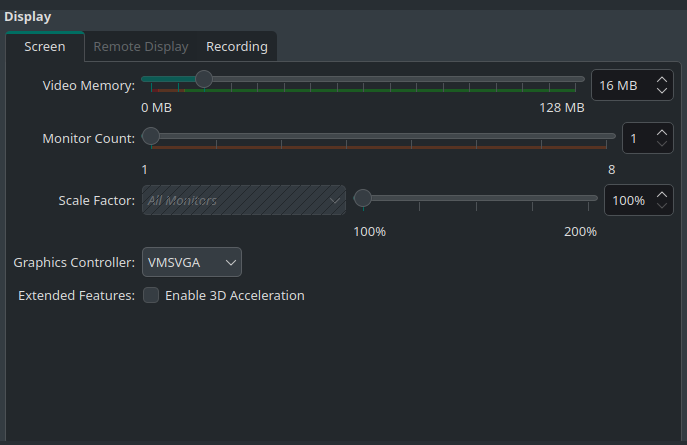 Display
Screen Remote Display Recording
Video Memory: 16 MB
0 MB 128 MB
Monitor Count: 1
1 8
Scale Factor: All Monitors 100%
100% 200%
Graphics Controller: VMSVGA
Extended Features: Enable 3D Acceleration